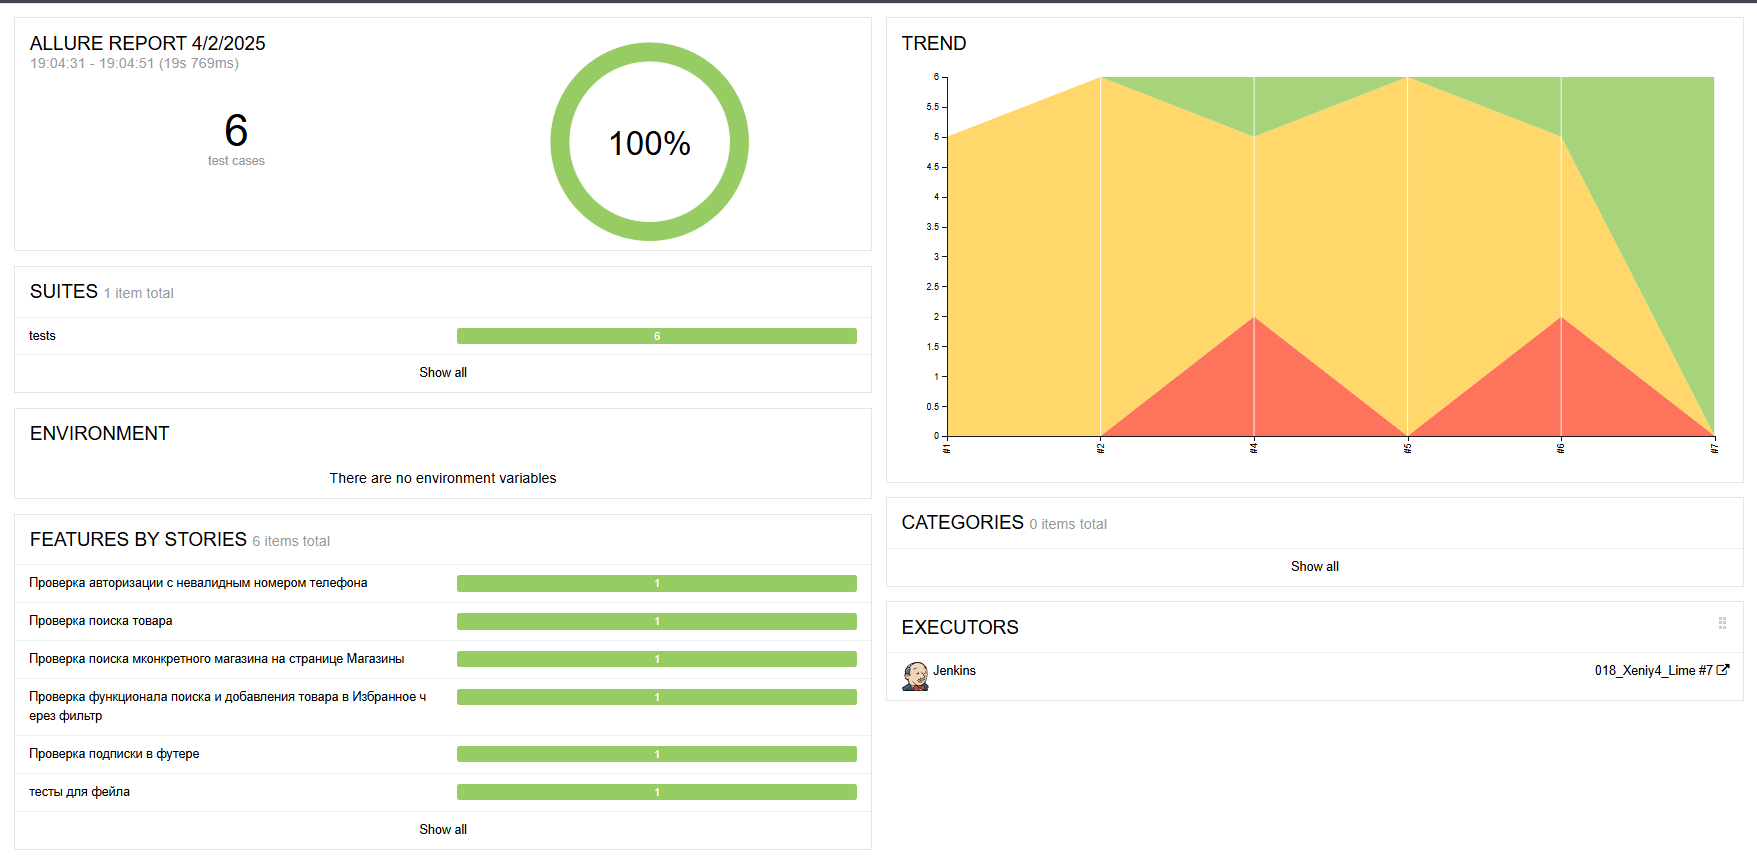 ALLURE REPORT 4/2/2025
19:04:31 - 19:04:51 (19s 769ms)
6
test cases
100%
SUITES 1 item total
tests 6
Show all
ENVIRONMENT
There are no environment variables
FEATURES BY STORIES 6 items total
Проверка авторизации с невалидным номером телефона 1
Проверка поиска товара 1
Проверка поиска мконкретного магазина на странице Магазины 1
Проверка функционала поиска и добавления товара в Избранное ч 1
ерез фильтр
Проверка подписки в футере 1
тесты для фейла 1
Show all
TREND
6
5.5
5
4.5
4
3.5
3
2.5
2
1.5
1
0.5
0
#1 #2 #4 #5 #6 #7
CATEGORIES 0 items total
Show all
EXECUTORS
Jenkins 018_Xeniy4_Lime #7